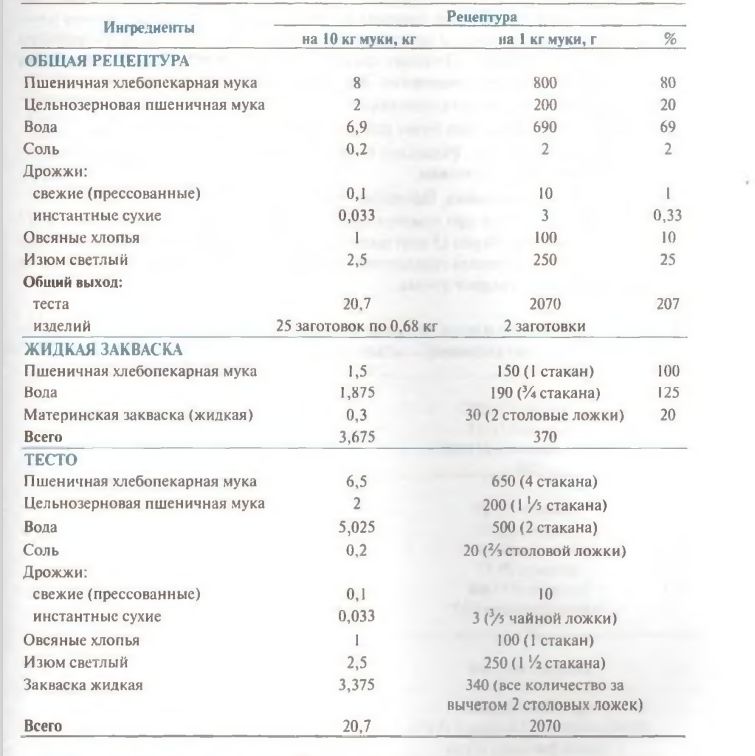 Ингредиенты Рецептура
на 10 кг муки, кг на 1 кг муки, г %
ОБЩАЯ РЕЦЕПТУРА
Пшеничная хлебопекарная мука 8 800 80
Цельнозерновая пшеничная мука 2 200 20
Вода 6,9 690 69
Соль 0,2 2 2
Дрожжи:
свежие (прессованные) 0,1 10 1
инстантные сухие 0,033 3 0,33
Овсяные хлопья 1 100 10
Изюм светлый 2,5 250 25
Общий выход:
теста 20,7 2070 207
изделий 25 заготовок по 0,68 кг 2 заготовки
ЖИДКАЯ ЗАКВАСКА
Пшеничная хлебопекарная мука 1,5 150 (1 стакан) 100
Вода 1,875 190 (¾ стакана) 125
Материнская закваска (жидкая) 0,3 30 (2 столовые ложки) 20
Всего 3,675 370
ТЕСТО
Пшеничная хлебопекарная мука 6,5 650 (4 стакана)
Цельнозерновая пшеничная мука 2 200 (1 ⅕ стакана)
Вода 5,025 500 (2 стакана)
Соль 0,2 20 (⅔ столовой ложки)
Дрожжи:
свежие (прессованные) 0,1 10
инстантные сухие 0,033 3 (⅗ чайной ложки)
Овсяные хлопья 1 100 (1 стакан)
Изюм светлый 2,5 250 (1 ½ стакана)
Закваска жидкая 3,375 340 (все количество за
вычетом 2 столовых ложек)
Всего 20,7 2070